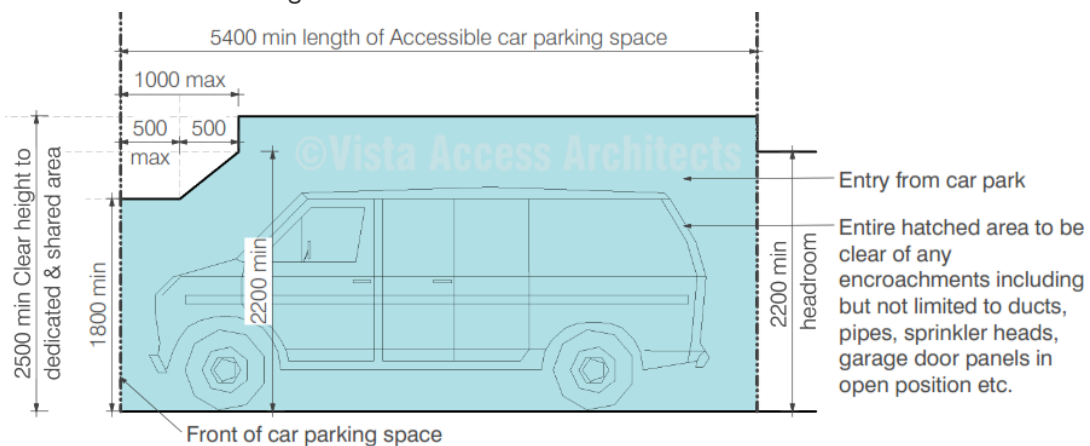 5400 min length of Accessible car parking space
1000 max
500
500
max
©Vista Access Architects
2500 min Clear height to
dedicated & shared area
1800 min
2200 min
2200 min
headroom
Entry from car park
Entire hatched area to be
clear of any
encroachments including
but not limited to ducts,
pipes, sprinkler heads,
garage door panels in
open position etc.
Front of car parking space